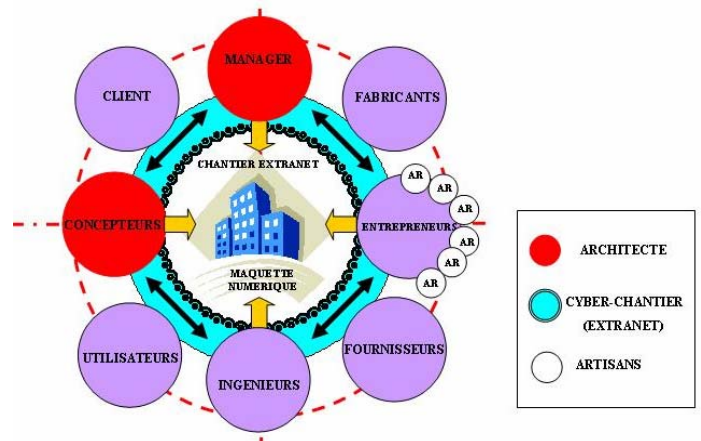 MANAGER
CLIENT
FABRICANTS
CHANTIER EXTRANET
CONCEPTEURS
ENTREPRENEURS
AR
AR
AR
AR
AR
AR
MAQUETTE
NUMERIQUE
UTILISATEURS
INGENIEURS
FOURNISSEURS
ARCHITECTE
CYBER-CHANTIER
(EXTRANET)
ARTISANS